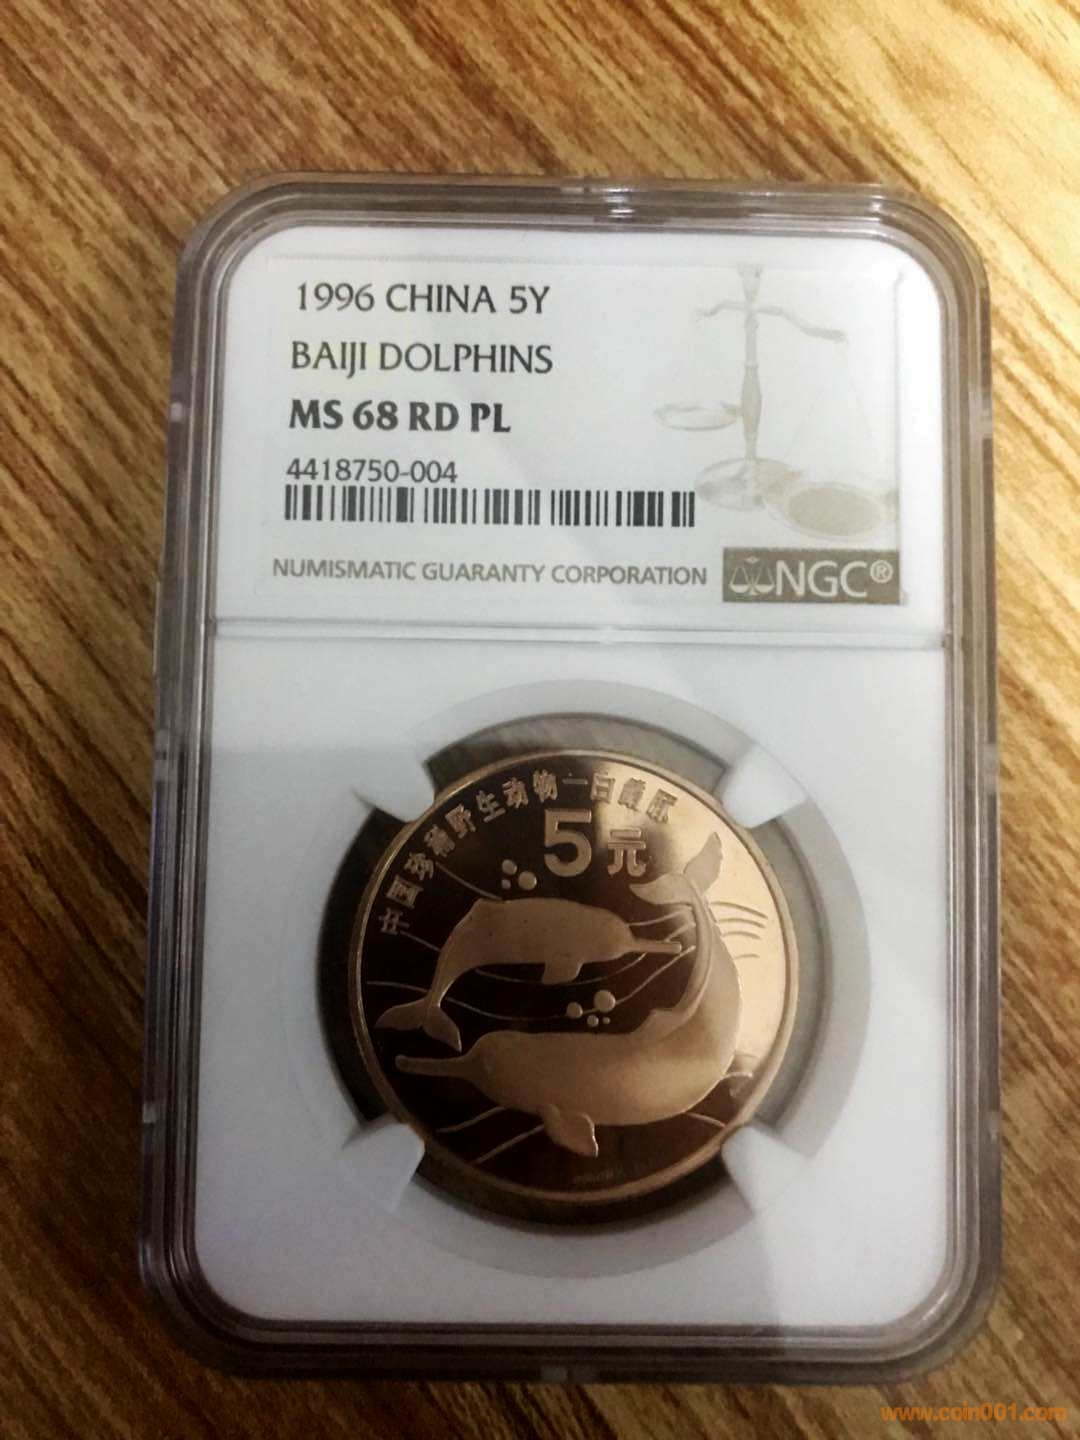 1996 CHINA 5Y
BAIJI DOLPHINS
MS 68 RD PL
4418750-004
NUMISMATIC GUARANTY CORPORATION
NGC®
中国珍稀野生动物—白鱀豚
5元
www.coin001.com